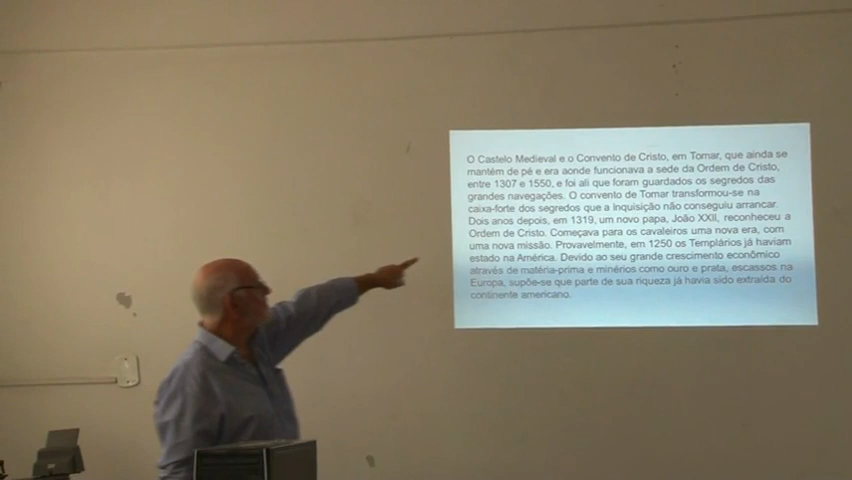 O Castelo Medieval e o Convento de Cristo, em Tomar, que ainda se
mantém de pé e era aonde funcionava a sede da Ordem de Cristo,
entre 1307 e 1550, e foi ali que foram guardados os segredos das
grandes navegações. O convento de Tomar transformou-se na
caixa-forte dos segredos que a Inquisição não conseguiu arrancar.
Dois anos depois, em 1319, um novo papa, João XXII, reconheceu a
Ordem de Cristo. Começava para os cavaleiros uma nova era, com
uma nova missão. Provavelmente, em 1250 os Templários já haviam
estado na América. Devido ao seu grande crescimento econômico
através de matéria-prima e minérios como ouro e prata, escassos na
Europa, supõe-se que parte de sua riqueza já havia sido extraída do
continente americano.